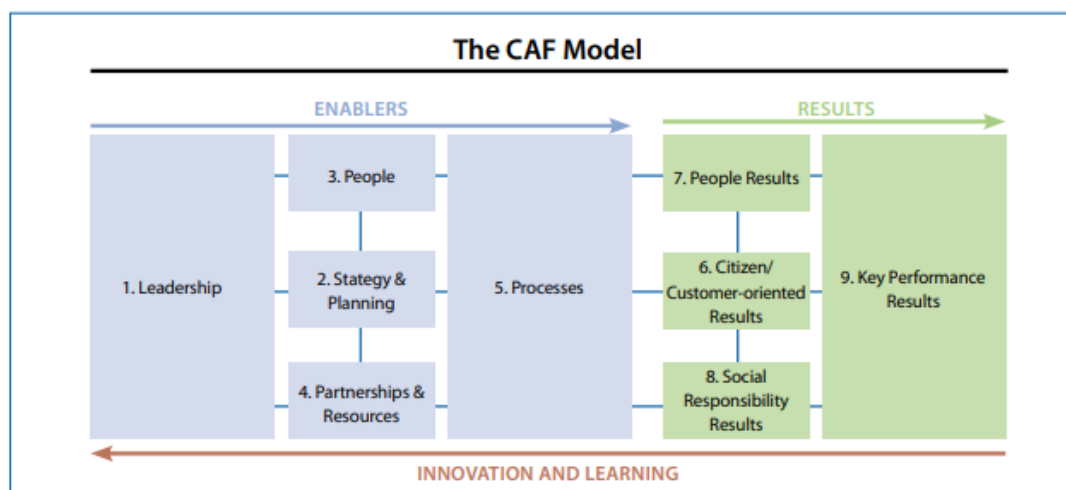 The CAF Model
ENABLERS
RESULTS
1. Leadership
3. People
2. Stategy &
Planning
4. Partnerships &
Resources
5. Processes
7. People Results
6. Citizen/
Customer-oriented
Results
8. Social
Responsibility
Results
9. Key Performance
Results
INNOVATION AND LEARNING